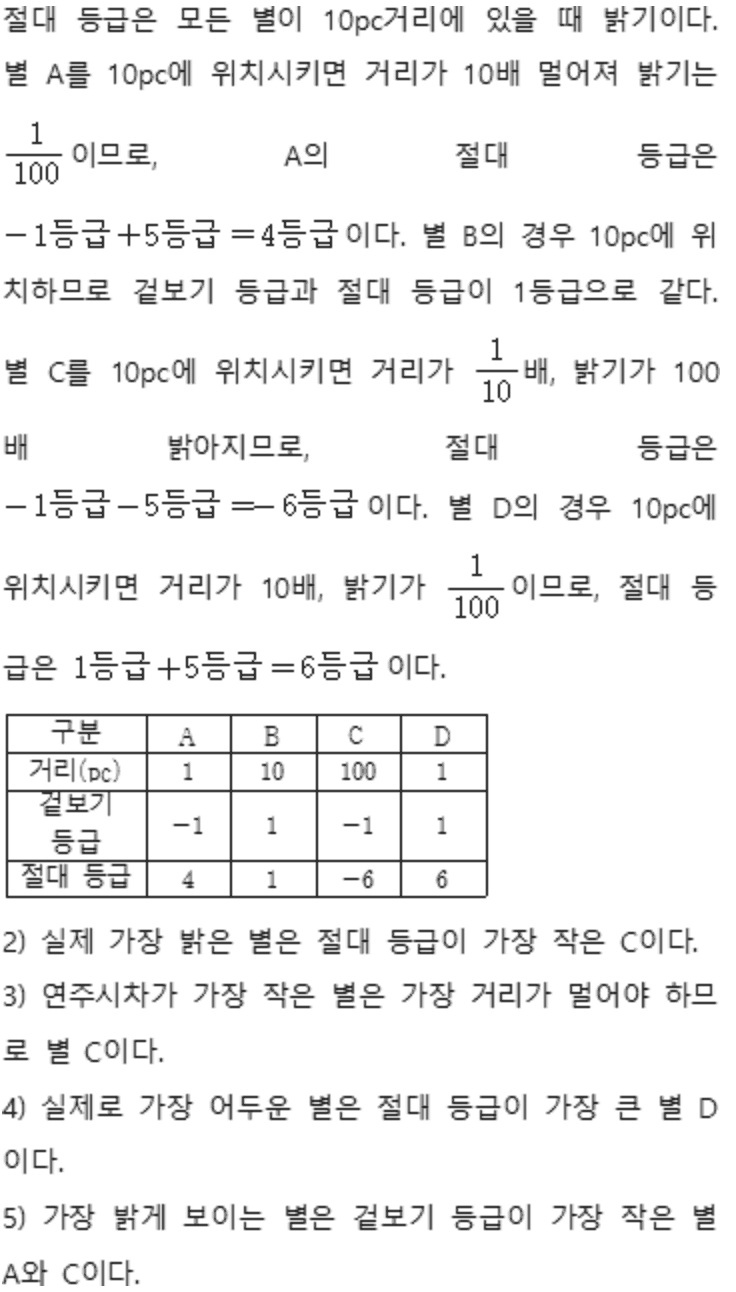 절대 등급은 모든 별이 10pc거리에 있을 때 밝기이다.
별 A를 10pc에 위치시키면 거리가 10배 멀어져 밝기는
1/100 이므로, A의 절대 등급은
−1등급+5등급=4등급이다. 별 B의 경우 10pc에 위
치하므로 겉보기 등급과 절대 등급이 1등급으로 같다.
별 C를 10pc에 위치시키면 거리가 1/10배, 밝기가 100
배 밝아지므로, 절대 등급은
−1등급−5등급=−6등급이다. 별 D의 경우 10pc에
위치시키면 거리가 10배, 밝기가 1/100이므로, 절대 등
급은 1등급+5등급=6등급이다.
구분 A B C D
거리(pc) 1 10 100 1
겉보기
등급 −1 1 −1 1
절대 등급 4 1 −6 6
2) 실제 가장 밝은 별은 절대 등급이 가장 작은 C이다.
3) 연주시차가 가장 작은 별은 가장 거리가 멀어야 하므
로 별 C이다.
4) 실제로 가장 어두운 별은 절대 등급이 가장 큰 별 D
이다.
5) 가장 밝게 보이는 별은 겉보기 등급이 가장 작은 별
A와 C이다.